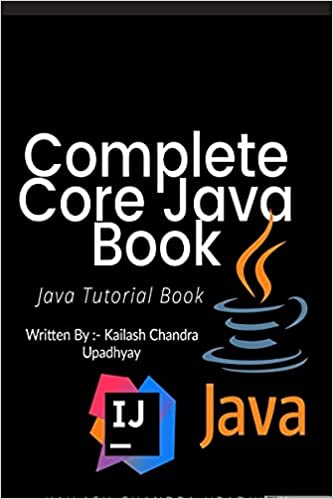 Complete
Core Java
Book
Java Tutorial Book
Written By :- Kailash Chandra
Upadhyay
IJ
Java